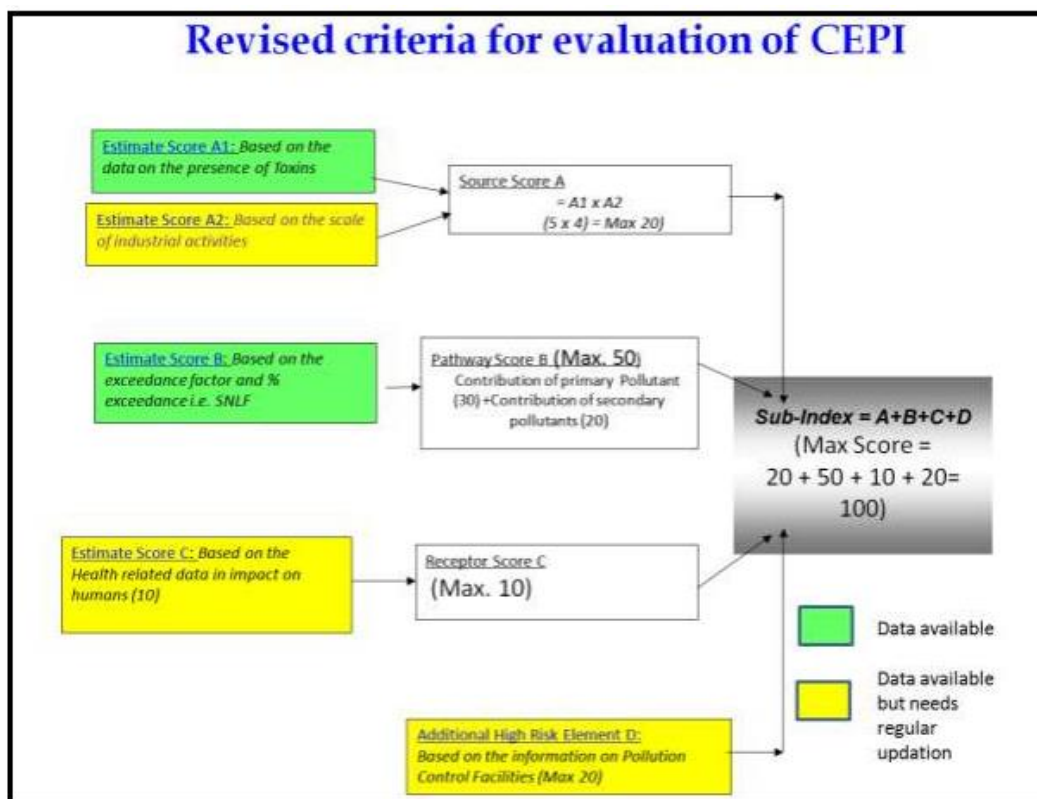 Revised criteria for evaluation of CEPI
Estimate Score A1: Based on the
data on the presence of Toxins
Estimate Score A2: Based on the scale
of industrial activities
Source Score A
= A1 x A2
(5 x 4) = Max 20)
Estimate Score B: Based on the
exceedance factor and %
exceedance i.e. SNLF
Pathway Score B (Max. 50)
Contribution of primary Pollutant
(30) +Contribution of secondary
pollutants (20)
Sub-Index = A+B+C+D
(Max Score =
20 + 50 + 10 + 20=
100)
Estimate Score C: Based on the
Health related data in impact on
humans (10)
Receptor Score C
(Max. 10)
Data available
Data available
but needs
regular
updation
Additional High Risk Element D:
Based on the information on Pollution
Control Facilities (Max 20)